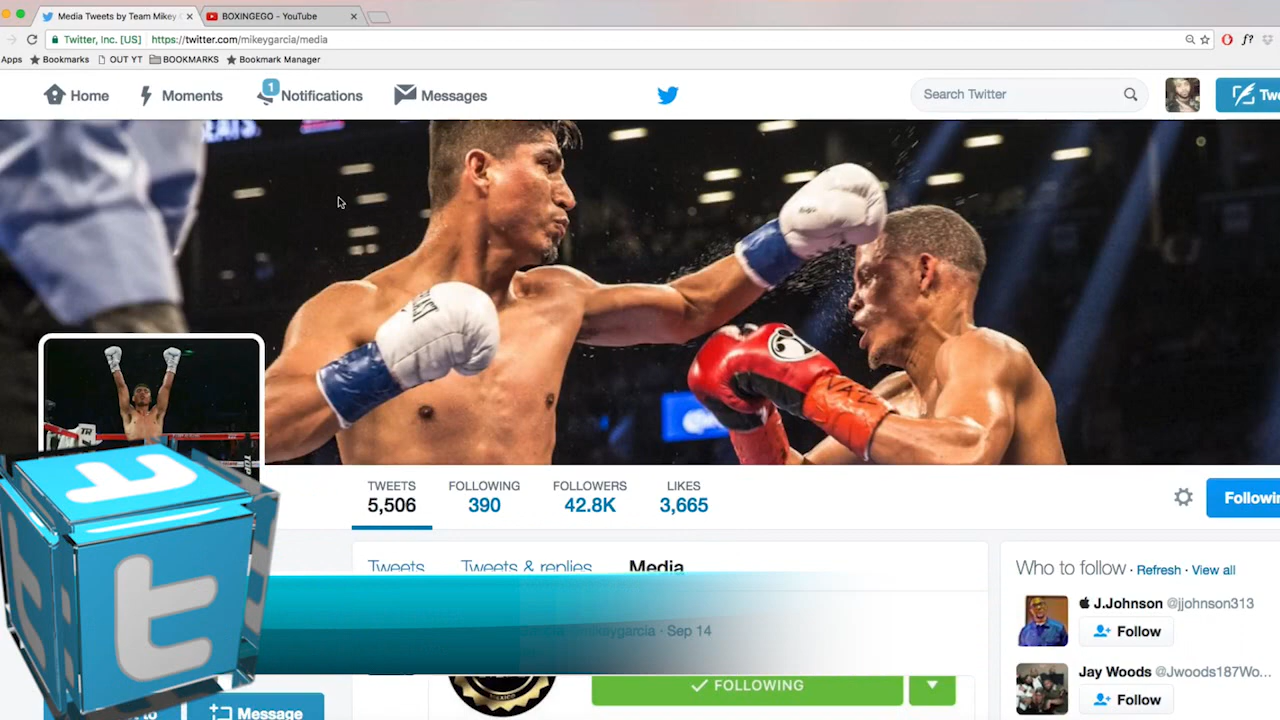 Media Tweets by Team Mikey
BOXINGEGO - YouTube
Twitter, Inc. [US] https://twitter.com/mikeygarcia/media
Apps Bookmarks OUT YT BOOKMARKS Bookmark Manager
Home Moments 1 Notifications Messages Search Twitter
TWEETS FOLLOWING FOLLOWERS LIKES
5,506 390 42.8K 3,665
Tweets Tweets & replies Media
Who to follow · Refresh · View all
J.Johnson @jjohnson313
Follow
@mikeygarcia · Sep 14
Jay Woods @Jwoods187Wo...
Follow
FOLLOWING
Message